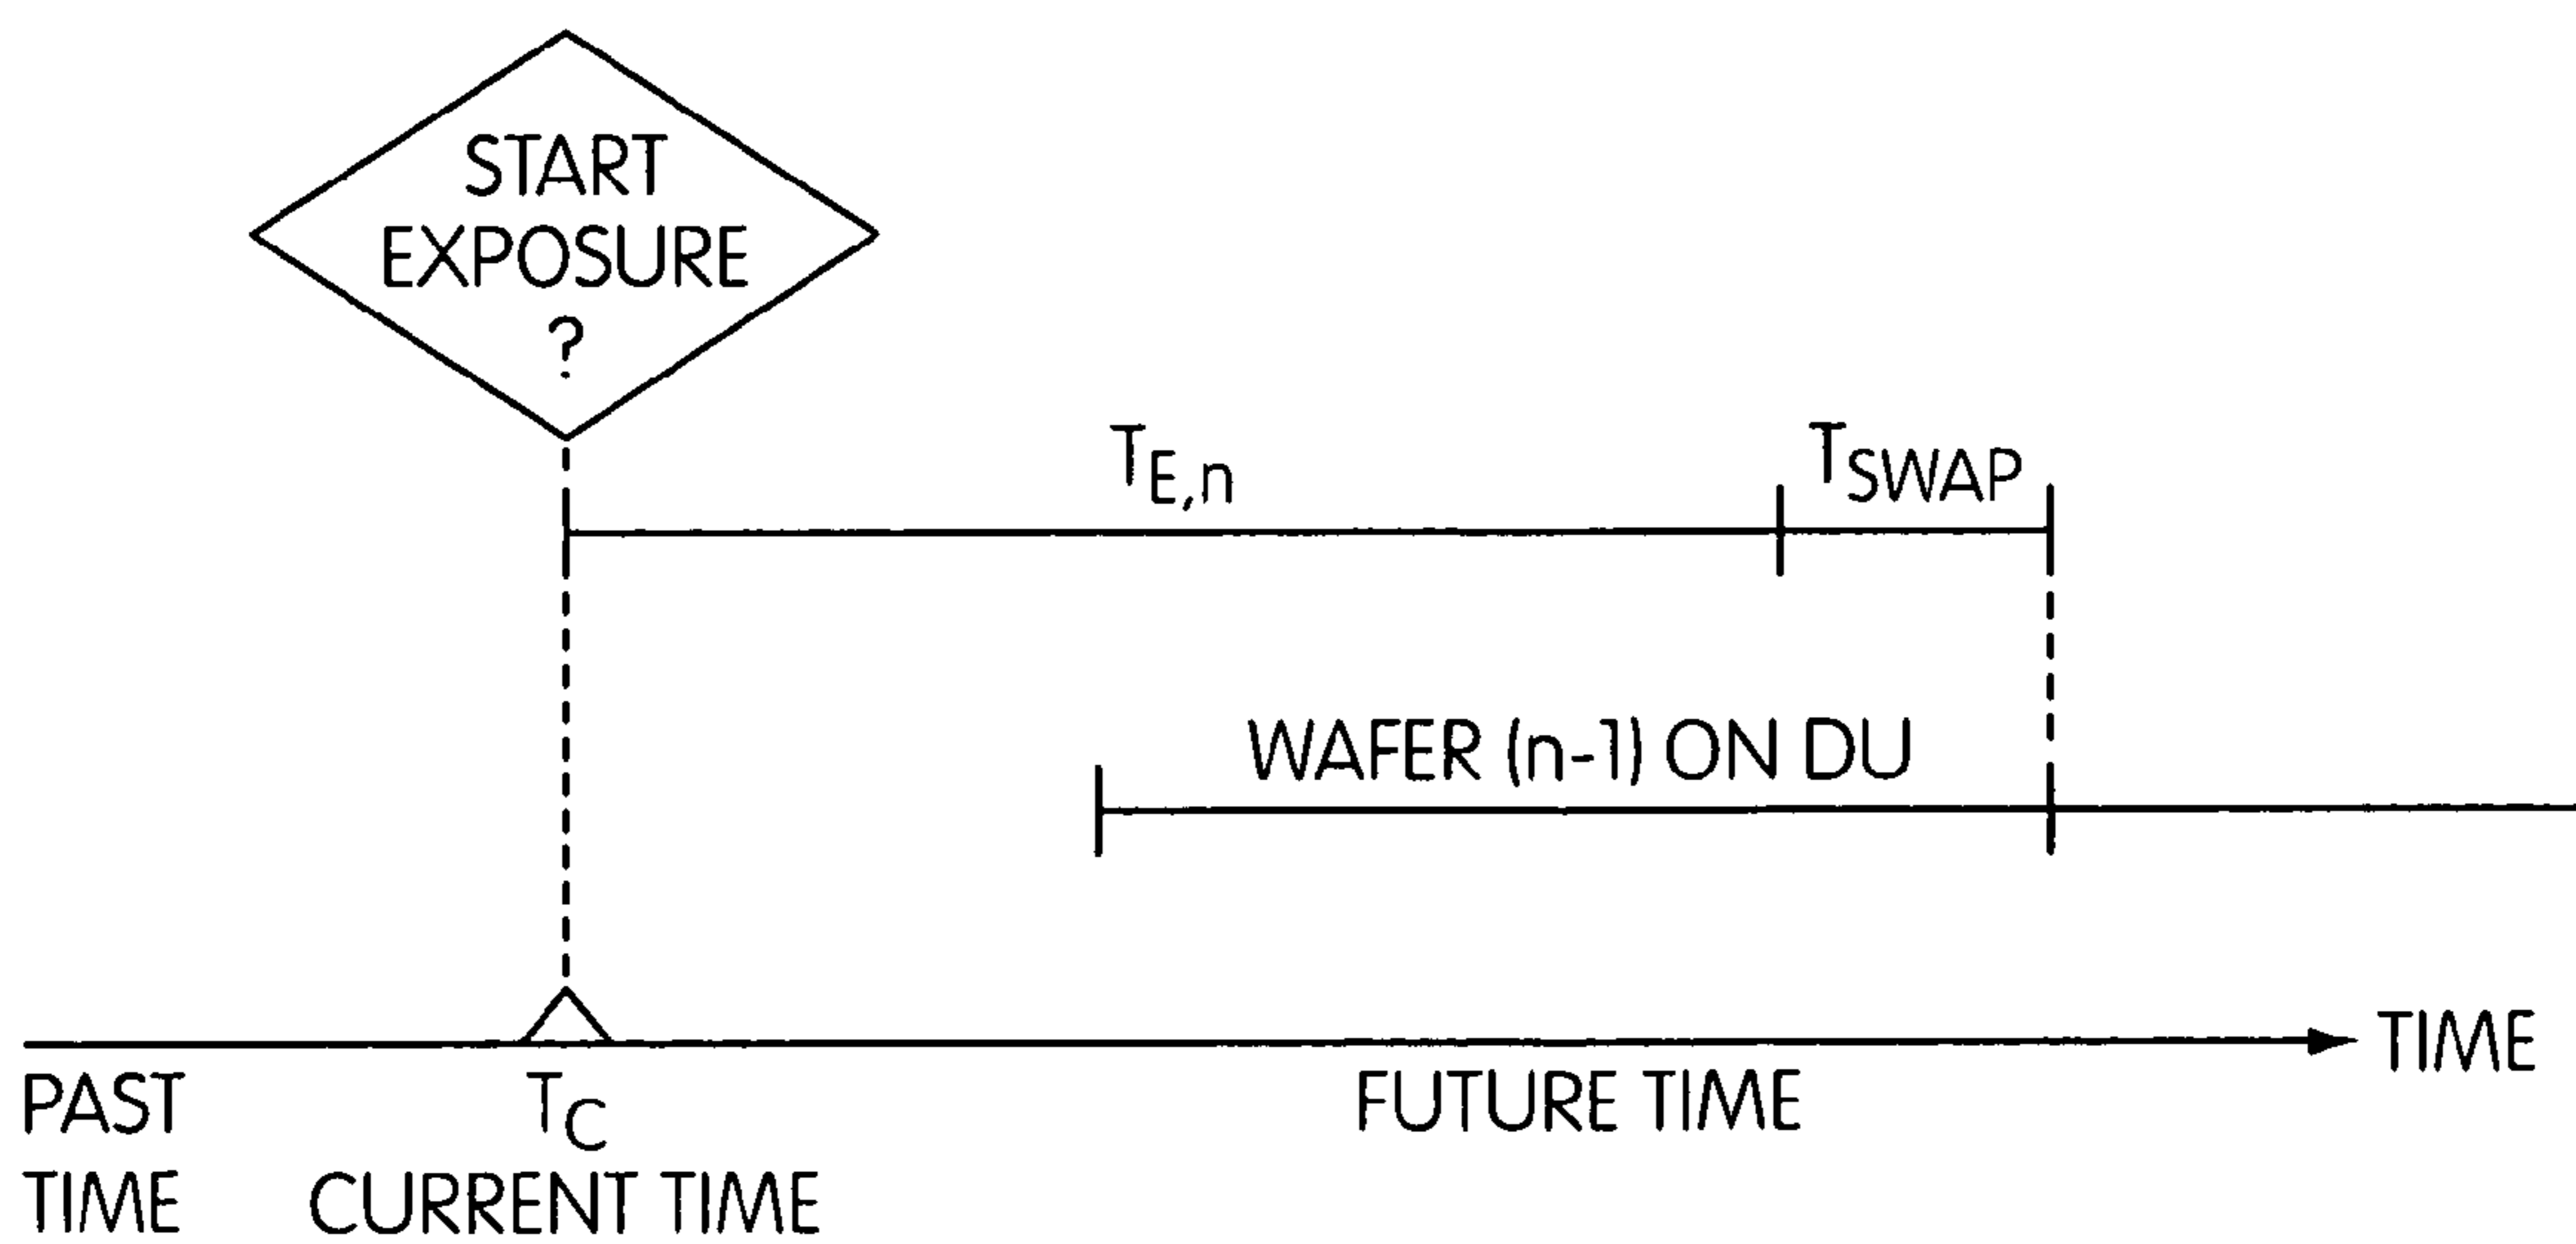 START
EXPOSURE
?
T_E,n
T_SWAP
WAFER (n-1) ON DU
TIME
PAST
TIME
T_C
CURRENT TIME
FUTURE TIME